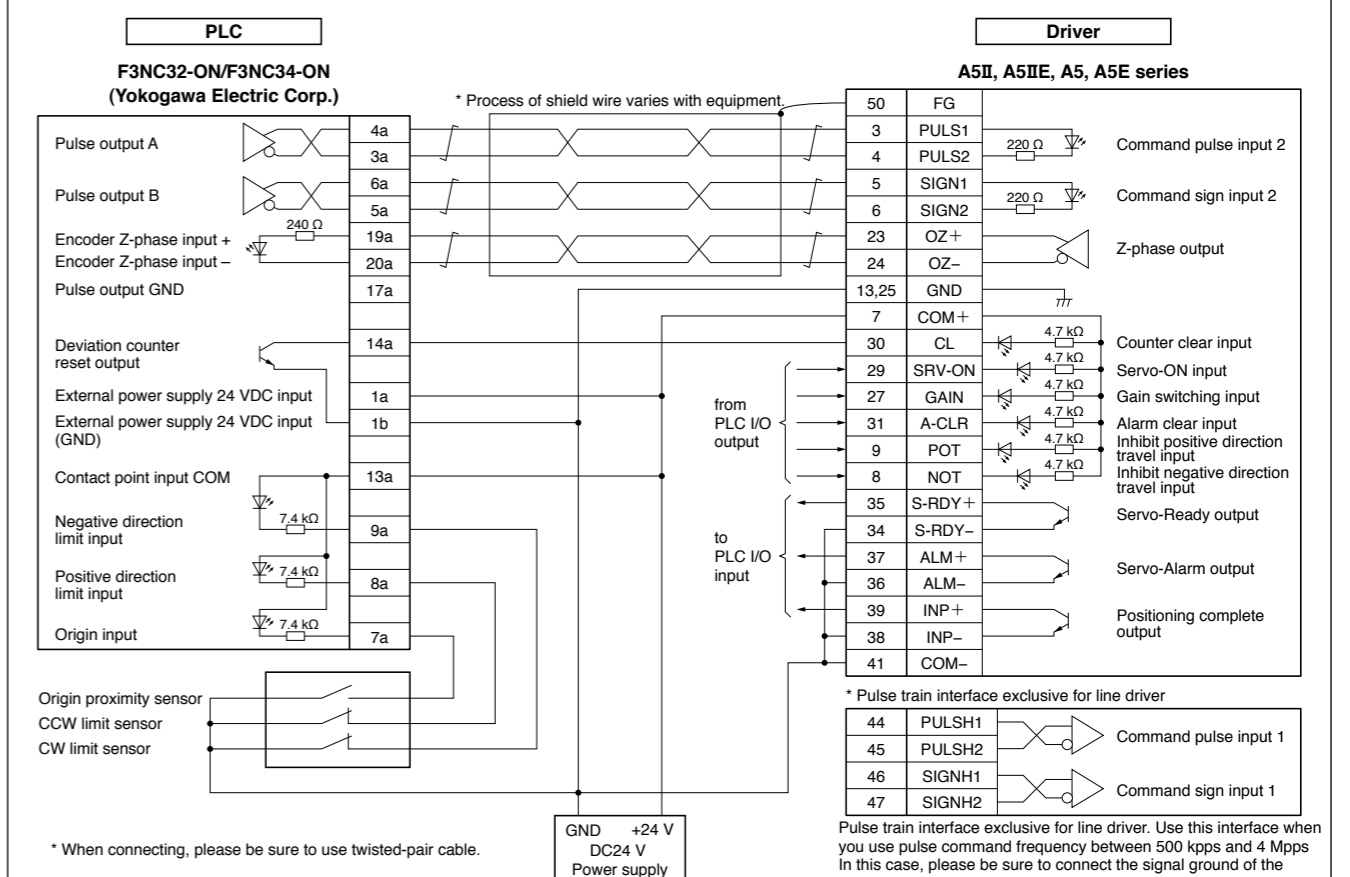 PLC
Driver
F3NC32-ON/F3NC34-ON
(Yokogawa Electric Corp.)
A5II, A5IIE, A5, A5E series
* Process of shield wire varies with equipment.
Pulse output A
4a
3a
Pulse output B
6a
5a
240 Ω
Encoder Z-phase input +
19a
Encoder Z-phase input –
20a
Pulse output GND
17a
Deviation counter
reset output
14a
External power supply 24 VDC input
1a
External power supply 24 VDC input
(GND)
1b
Contact point input COM
13a
Negative direction
limit input
7.4 kΩ
9a
Positive direction
limit input
7.4 kΩ
8a
Origin input
7.4 kΩ
7a
Origin proximity sensor
CCW limit sensor
CW limit sensor
* When connecting, please be sure to use twisted-pair cable.
GND +24 V
DC24 V
Power supply
from
PLC I/O
output
to
PLC I/O
input
50 FG
3 PULS1
4 PULS2
220 Ω
Command pulse input 2
5 SIGN1
6 SIGN2
220 Ω
Command sign input 2
23 OZ+
24 OZ–
Z-phase output
13,25 GND
7 COM+
30 CL
4.7 kΩ
Counter clear input
29 SRV-ON
4.7 kΩ
Servo-ON input
27 GAIN
4.7 kΩ
Gain switching input
31 A-CLR
4.7 kΩ
Alarm clear input
9 POT
4.7 kΩ
Inhibit positive direction
travel input
8 NOT
4.7 kΩ
Inhibit negative direction
travel input
35 S-RDY+
34 S-RDY–
Servo-Ready output
37 ALM+
36 ALM–
Servo-Alarm output
39 INP+
38 INP–
Positioning complete
output
41 COM–
* Pulse train interface exclusive for line driver
44 PULSH1
45 PULSH2
Command pulse input 1
46 SIGNH1
47 SIGNH2
Command sign input 1
Pulse train interface exclusive for line driver. Use this interface when
you use pulse command frequency between 500 kpps and 4 Mpps
In this case, please be sure to connect the signal ground of the